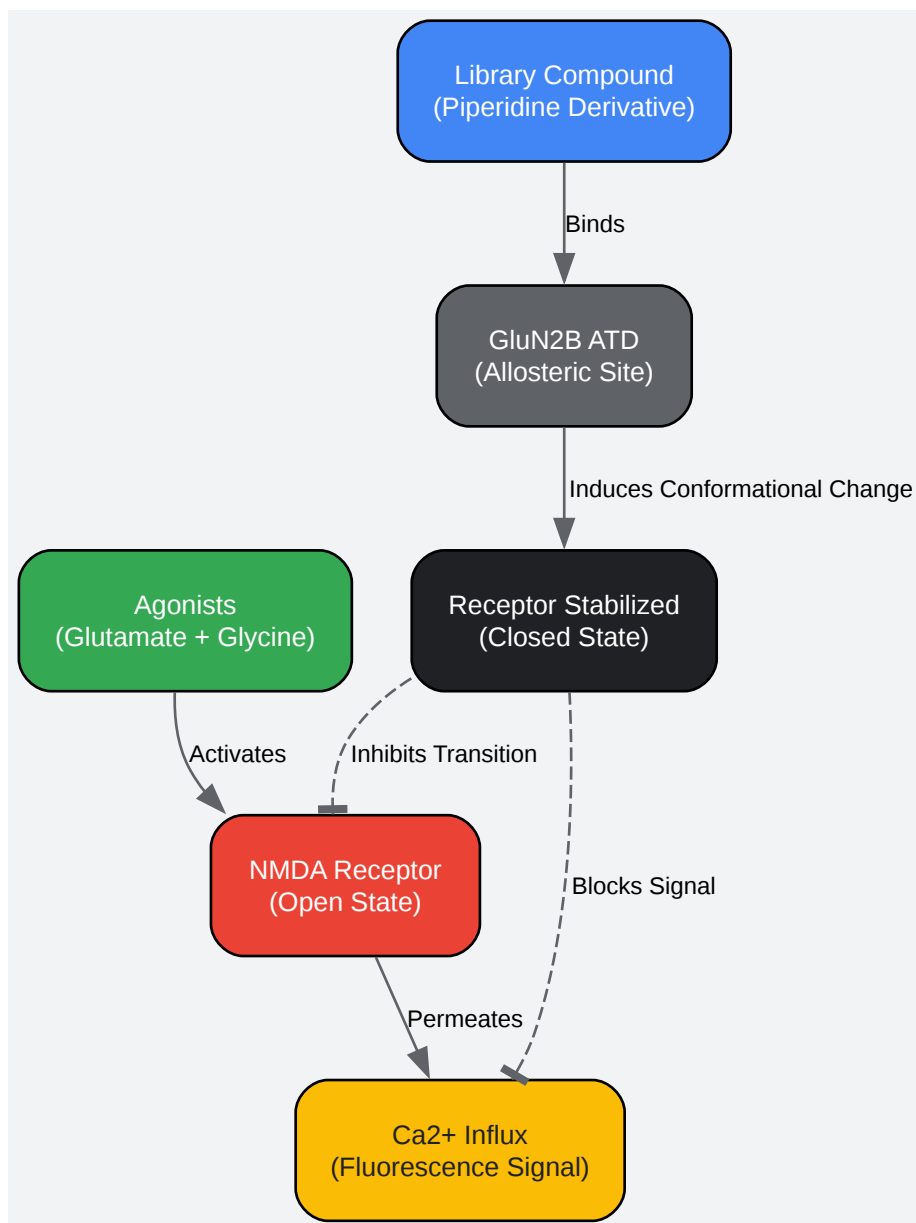 Library Compound
(Piperidine Derivative)
Binds
GluN2B ATD
(Allosteric Site)
Induces Conformational Change
Agonists
(Glutamate + Glycine)
Receptor Stabilized
(Closed State)
Activates
Inhibits Transition
NMDA Receptor
(Open State)
Blocks Signal
Permeates
Ca2+ Influx
(Fluorescence Signal)